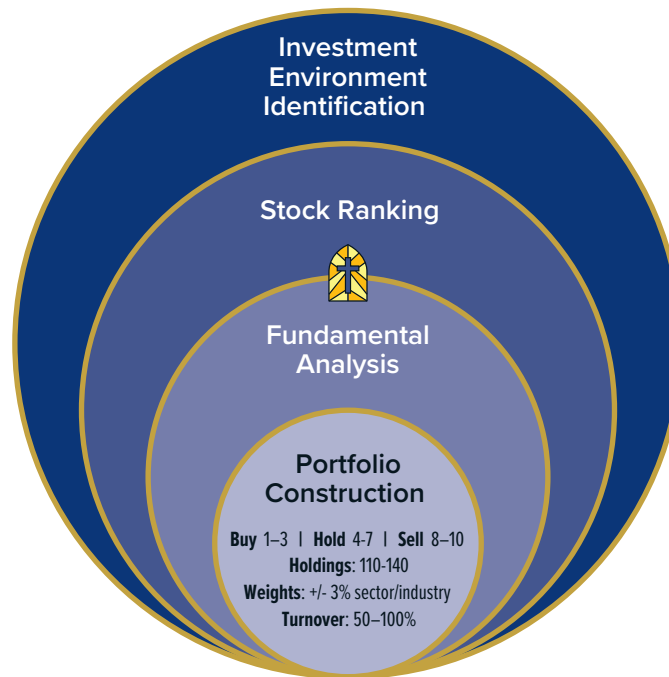 Investment
Environment
Identification
Stock Ranking
Fundamental
Analysis
Portfolio
Construction
Buy 1–3 | Hold 4-7 | Sell 8–10
Holdings: 110-140
Weights: +/- 3% sector/industry
Turnover: 50–100%